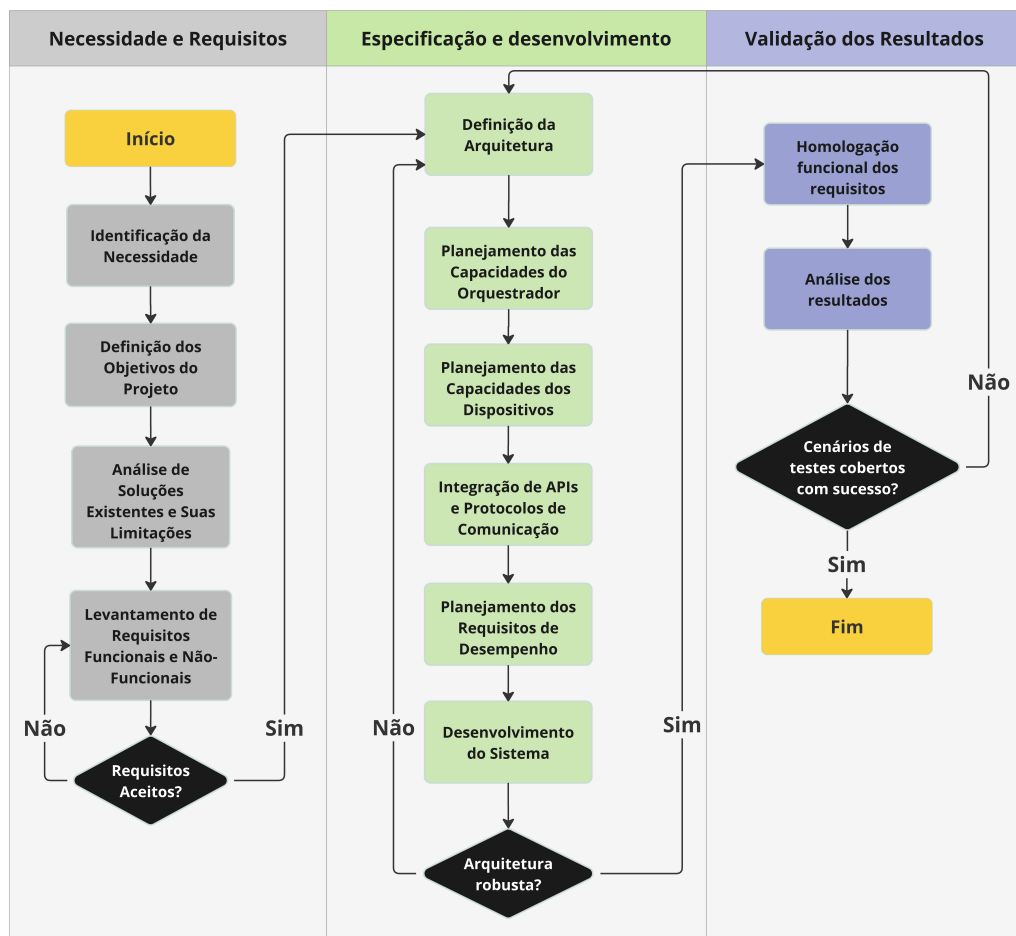 Necessidade e Requisitos
Especificação e desenvolvimento
Validação dos Resultados
Início
Identificação da
Necessidade
Definição dos
Objetivos do
Projeto
Análise de
Soluções
Existentes e Suas
Limitações
Levantamento de
Requisitos
Funcionais e Não-
Funcionais
Não
Sim
Requisitos
Aceitos?
Definição da
Arquitetura
Planejamento das
Capacidades do
Orquestrador
Planejamento das
Capacidades dos
Dispositivos
Integração de APIs
e Protocolos de
Comunicação
Planejamento dos
Requisitos de
Desempenho
Desenvolvimento
do Sistema
Não
Sim
Arquitetura
robusta?
Homologação
funcional dos
requisitos
Análise dos
resultados
Não
Cenários de
testes cobertos
com sucesso?
Sim
Fim